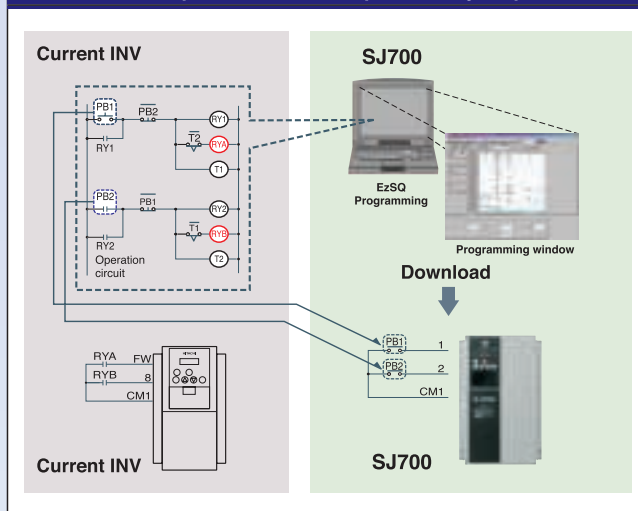 Current INV
PB1
PB2
RY1
T2
RYA
RY1
T1
PB2
PB1
RY2
T1
RYB
RY2
T2
Operation
circuit
RYA
FW
RYB
8
CM1
HITACHI
Current INV
SJ700
EzSQ
Programming
Programming window
Download
PB1
1
PB2
2
CM1
SJ700